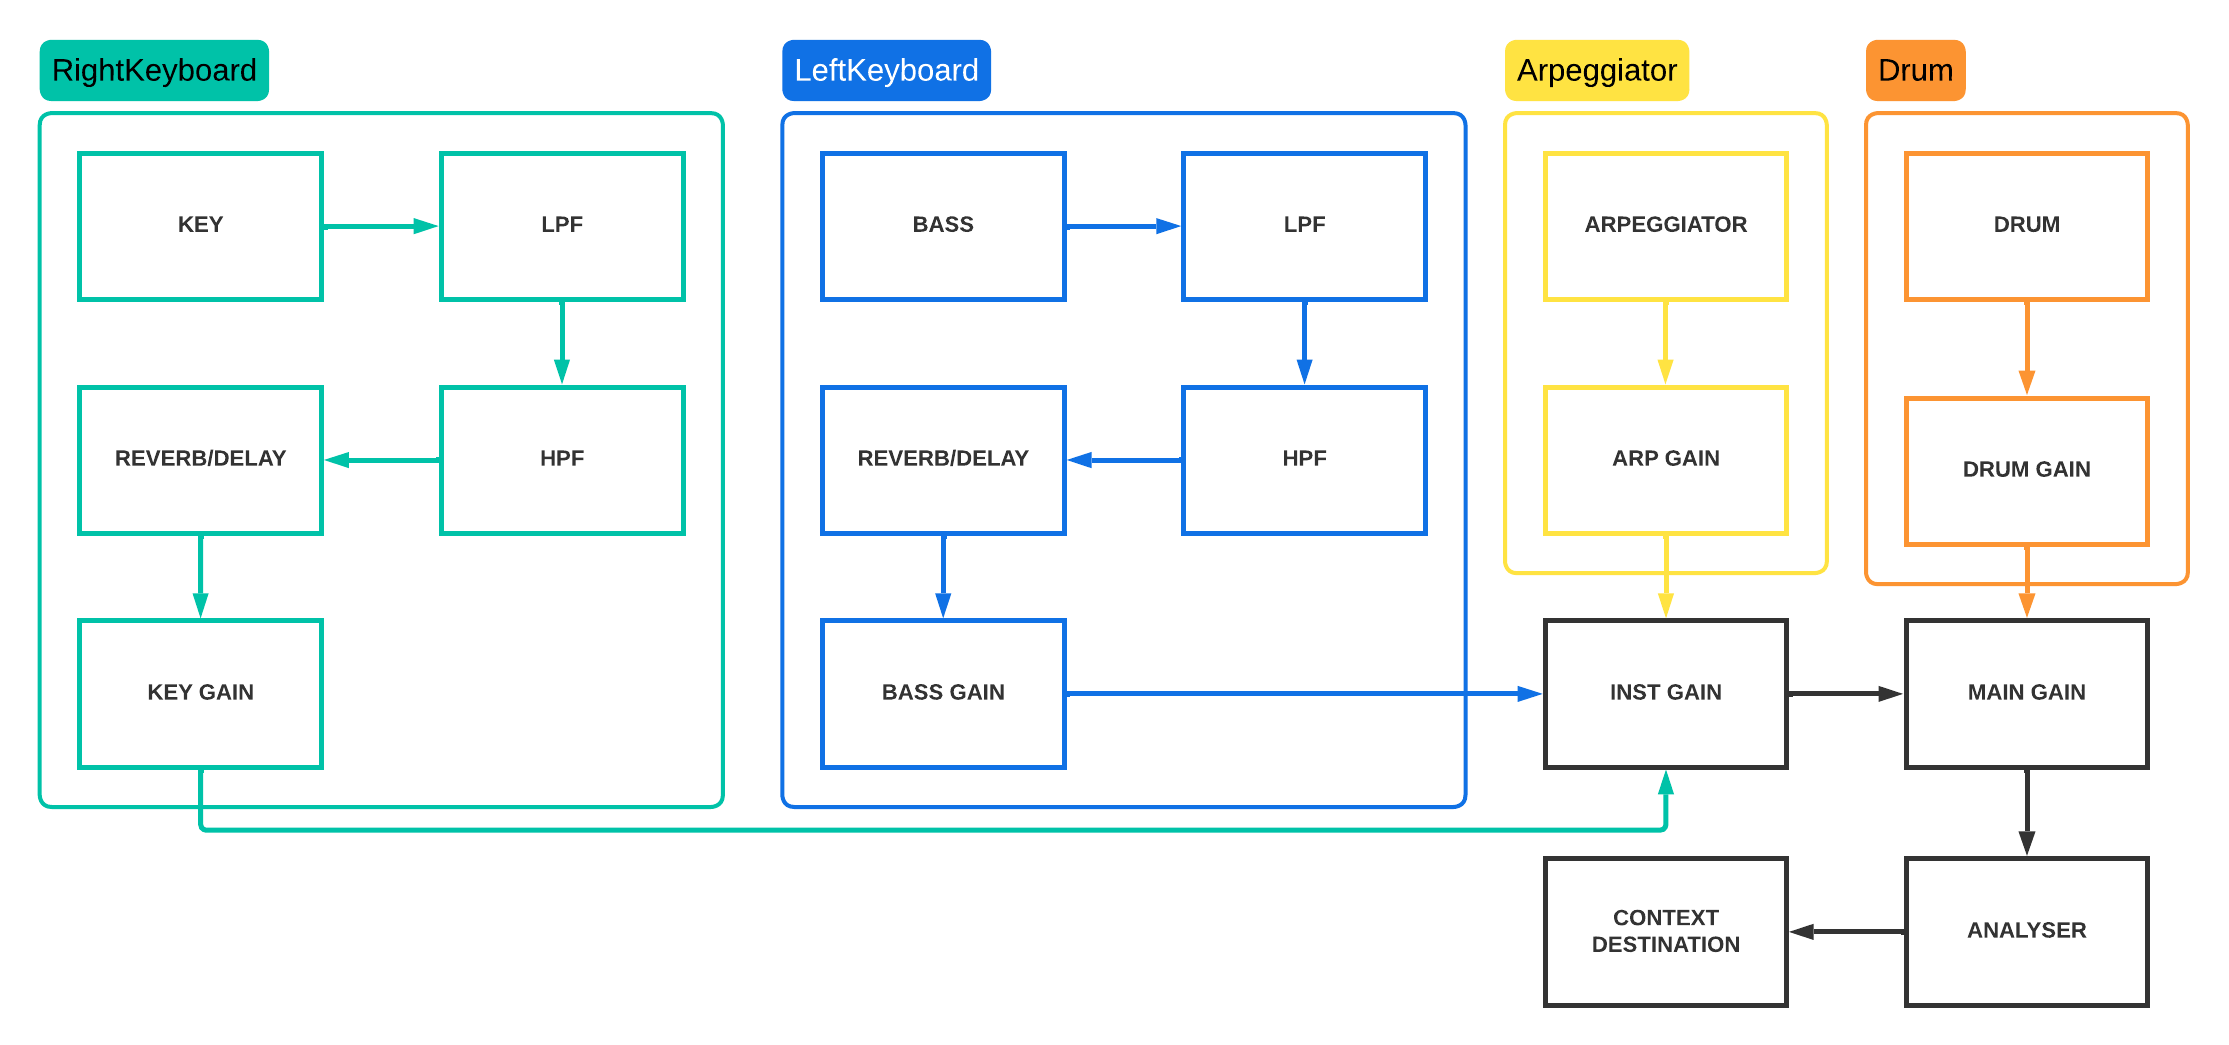 RightKeyboard
LeftKeyboard
Arpeggiator
Drum
KEY
LPF
BASS
LPF
ARPEGGIATOR
DRUM
REVERB/DELAY
HPF
REVERB/DELAY
HPF
ARP GAIN
DRUM GAIN
KEY GAIN
BASS GAIN
INST GAIN
MAIN GAIN
CONTEXT
DESTINATION
ANALYSER